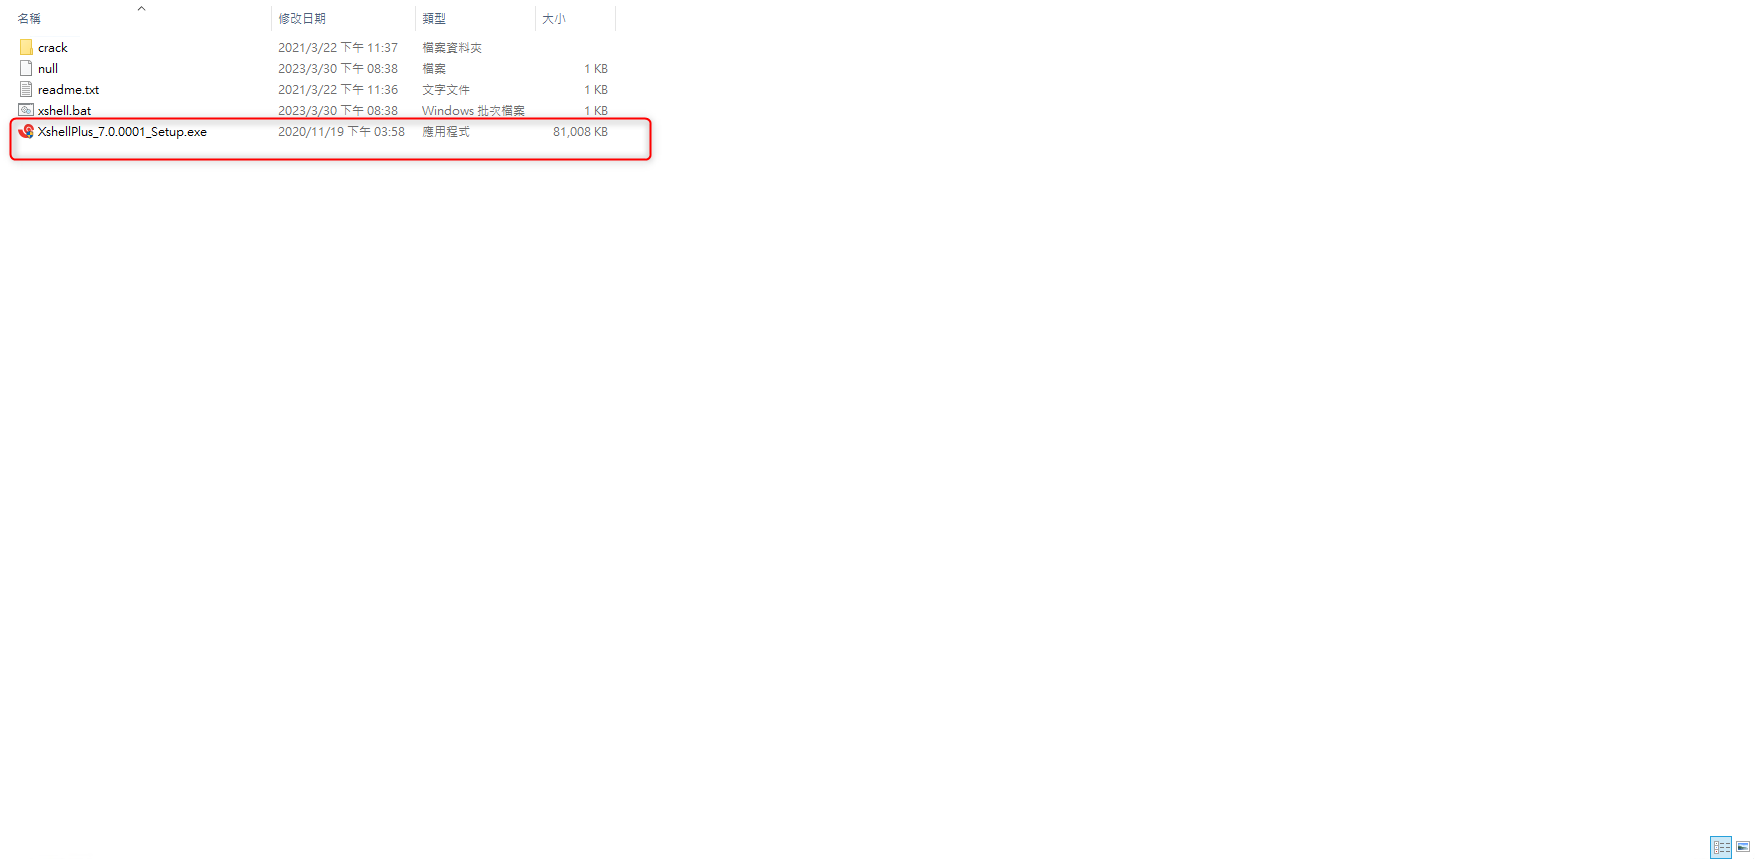 名稱 修改日期 類型 大小
crack 2021/3/22 下午 11:37 檔案資料夾
null 2023/3/30 下午 08:38 檔案 1 KB
readme.txt 2021/3/22 下午 11:36 文字文件 1 KB
xshell.bat 2023/3/30 下午 08:38 Windows 批次檔案 1 KB
XshellPlus_7.0.0001_Setup.exe 2020/11/19 下午 03:58 應用程式 81,008 KB